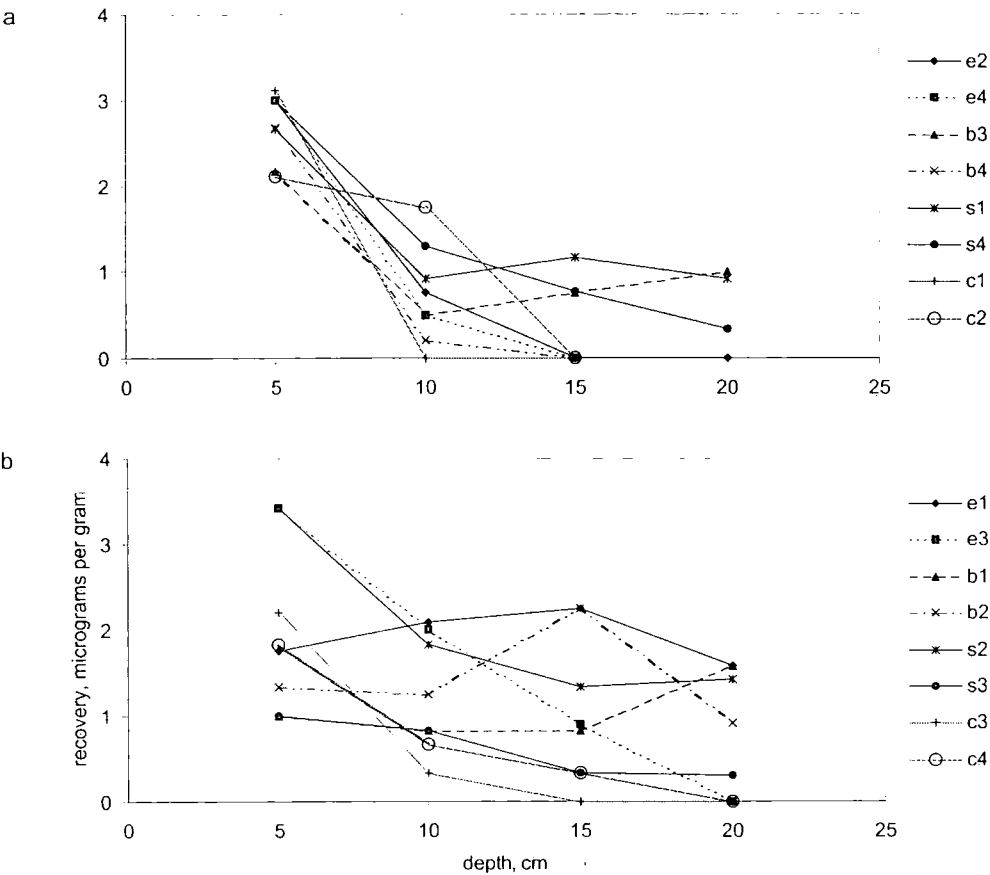 a
4
3
2
1
0
0 5 10 15 20 25
e2
e4
b3
b4
s1
s4
c1
c2
b
recovery, micrograms per gram
4
3
2
1
0
0 5 10 15 20 25
depth, cm
e1
e3
b1
b2
s2
s3
c3
c4